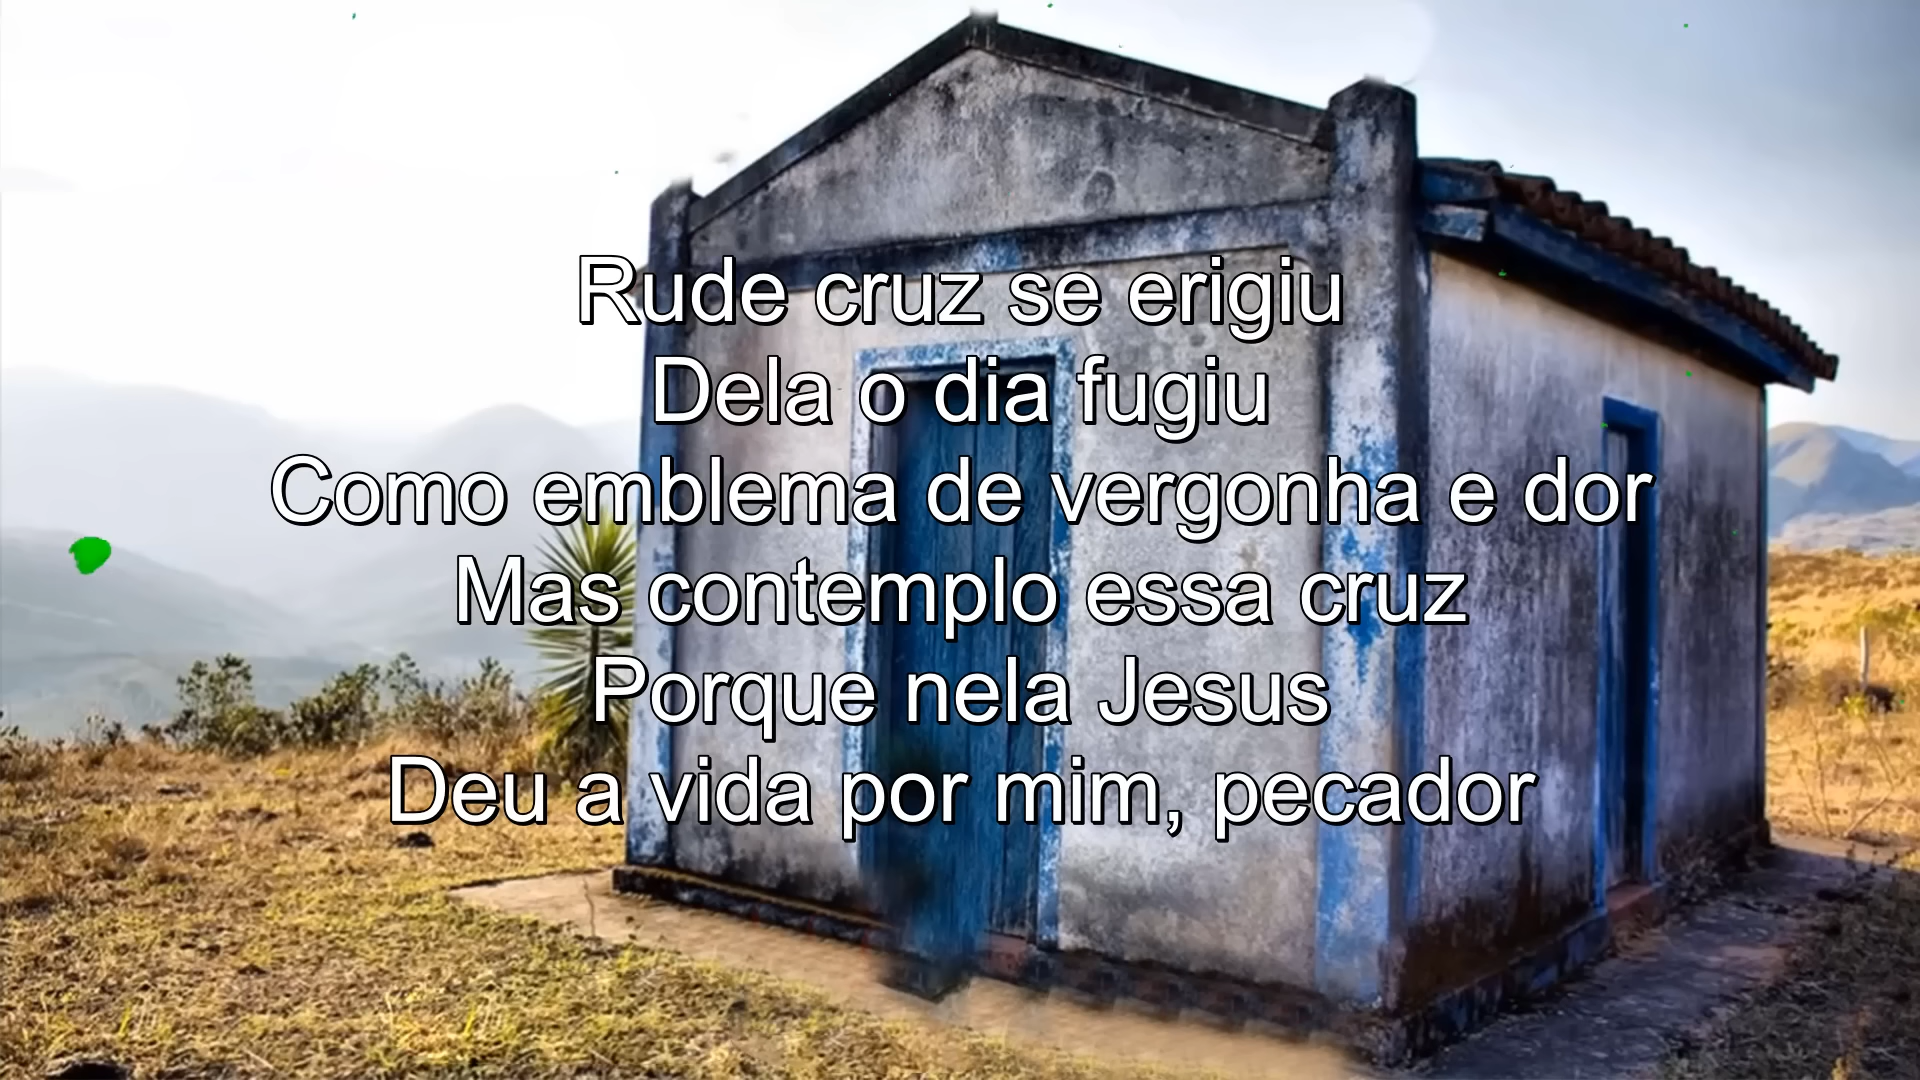 Rude cruz se erigiu
Dela o dia fugiu
Como emblema de vergonha e dor
Mas contemplo essa cruz
Porque nela Jesus
Deu a vida por mim, pecador